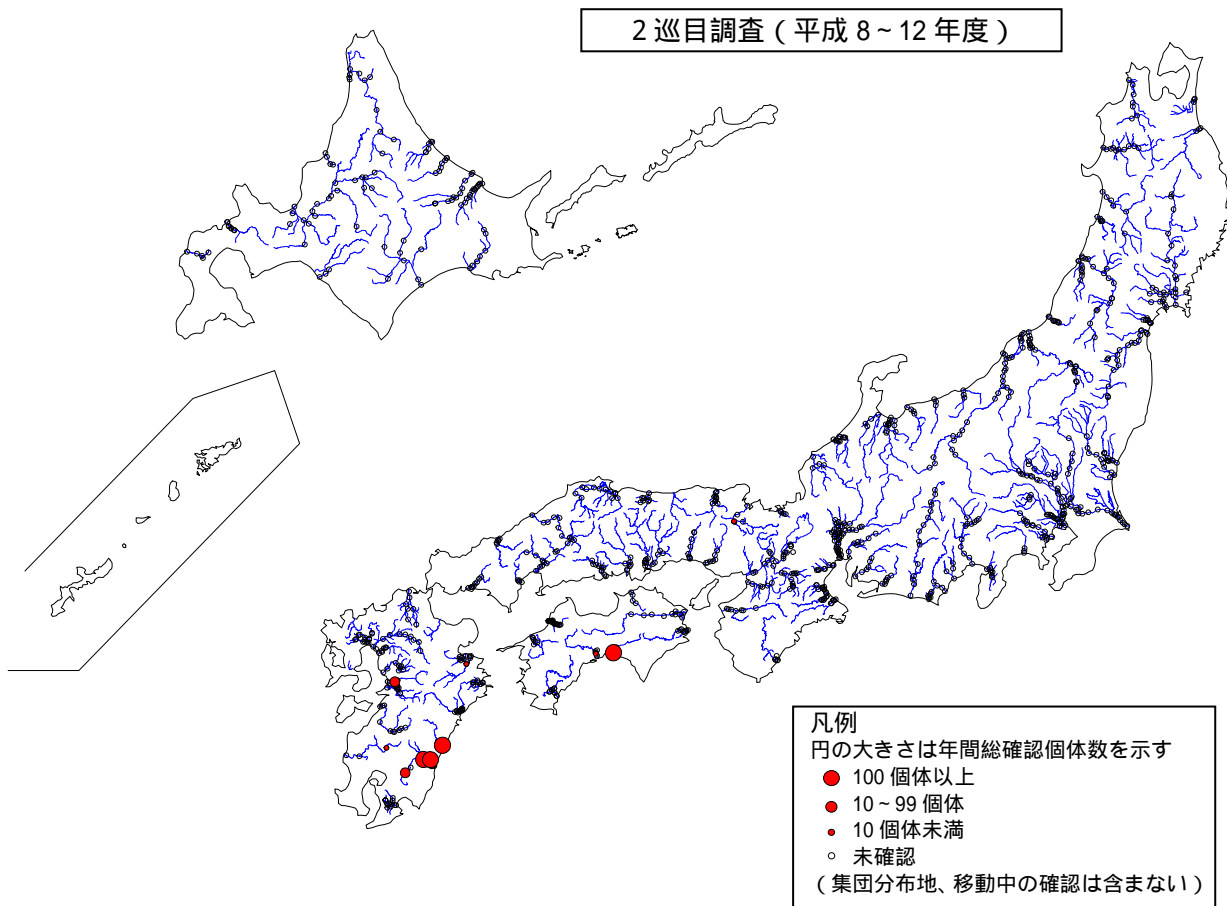 2巡目調査（平成8~12年度）
凡例
円の大きさは年間総確認個体数を示す
100個体以上
10~99個体
10個体未満
未確認
（集団分布地、移動中の確認は含まない）